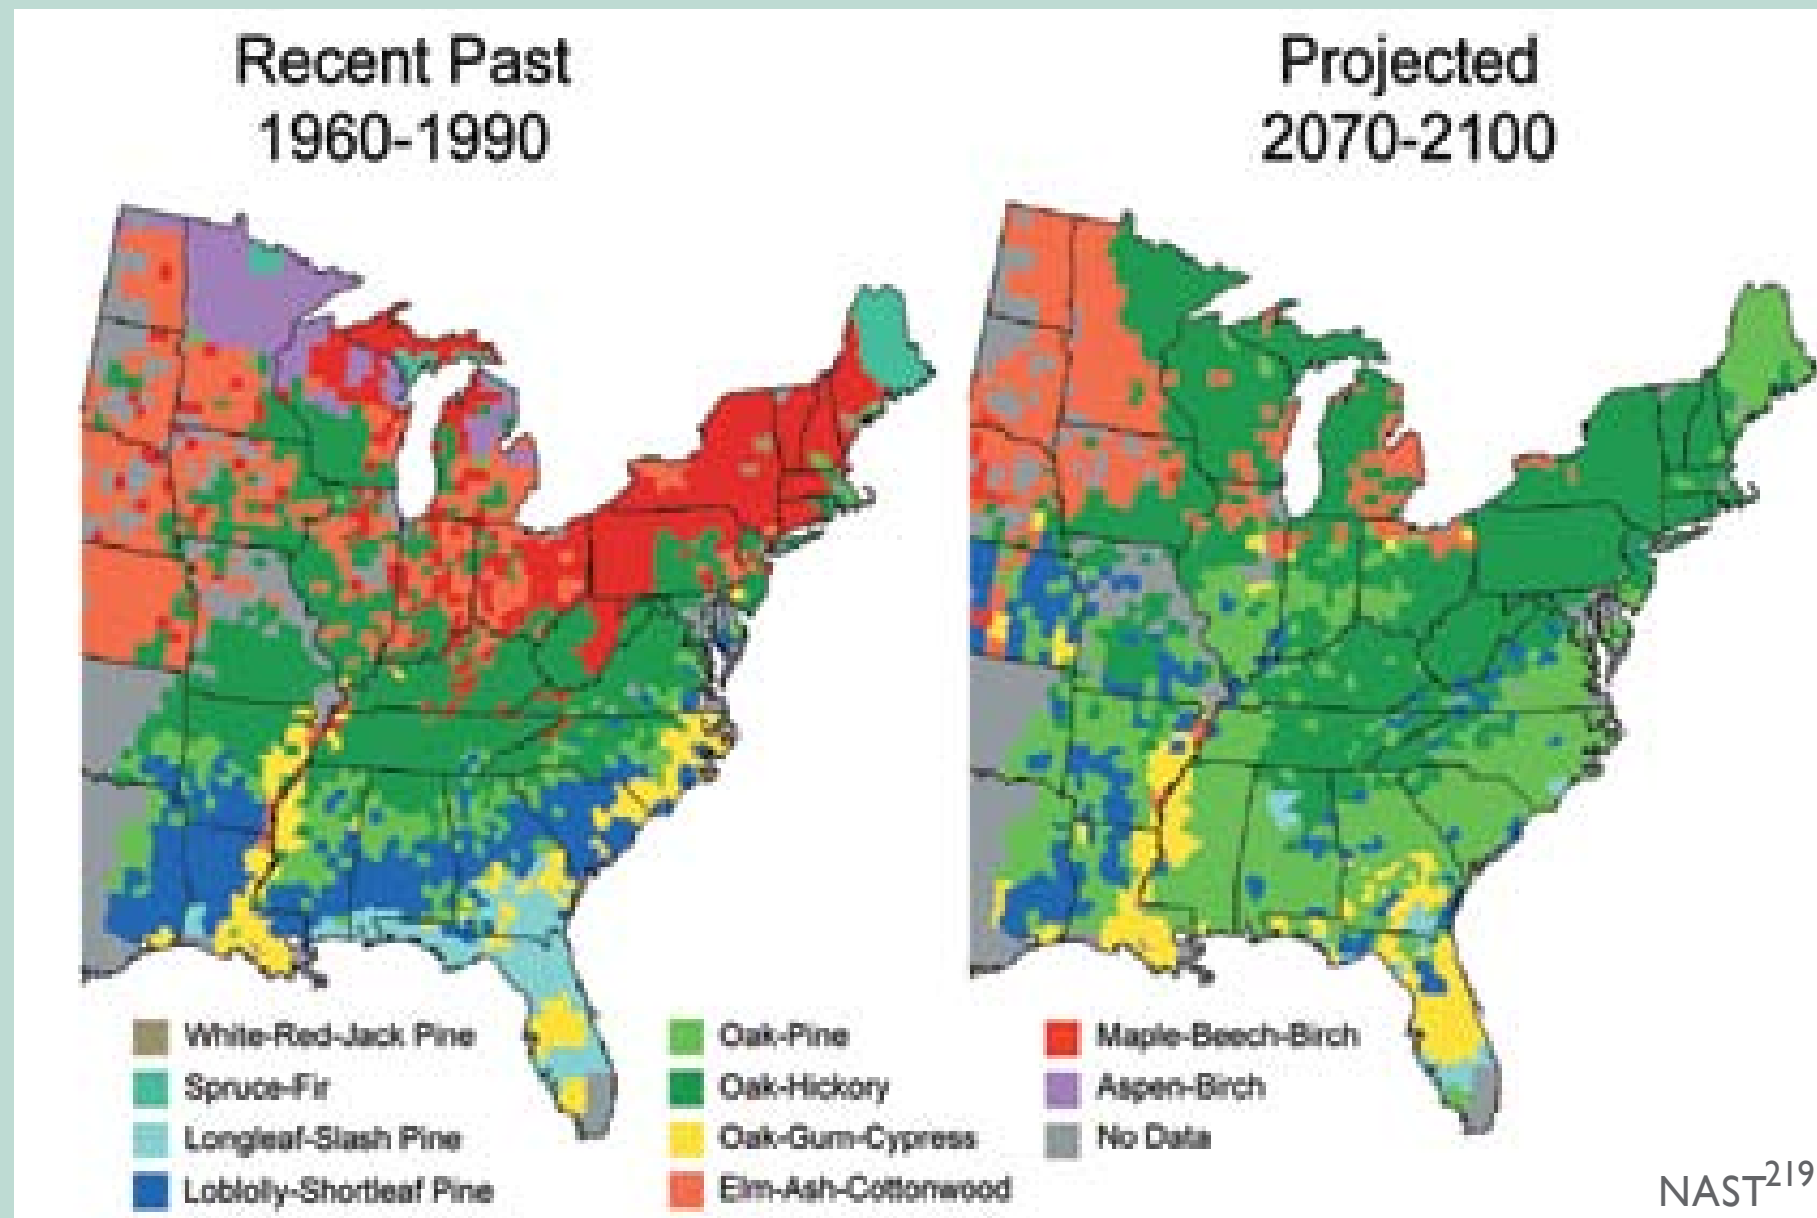 Recent Past
1960-1990
Projected
2070-2100
White-Red-Jack Pine
Spruce-Fir
Longleaf-Slash Pine
Loblolly-Shortleaf Pine
Oak-Pine
Oak-Hickory
Oak-Gum-Cypress
Elm-Ash-Cottonwood
Maple-Beech-Birch
Aspen-Birch
No Data
NAST219